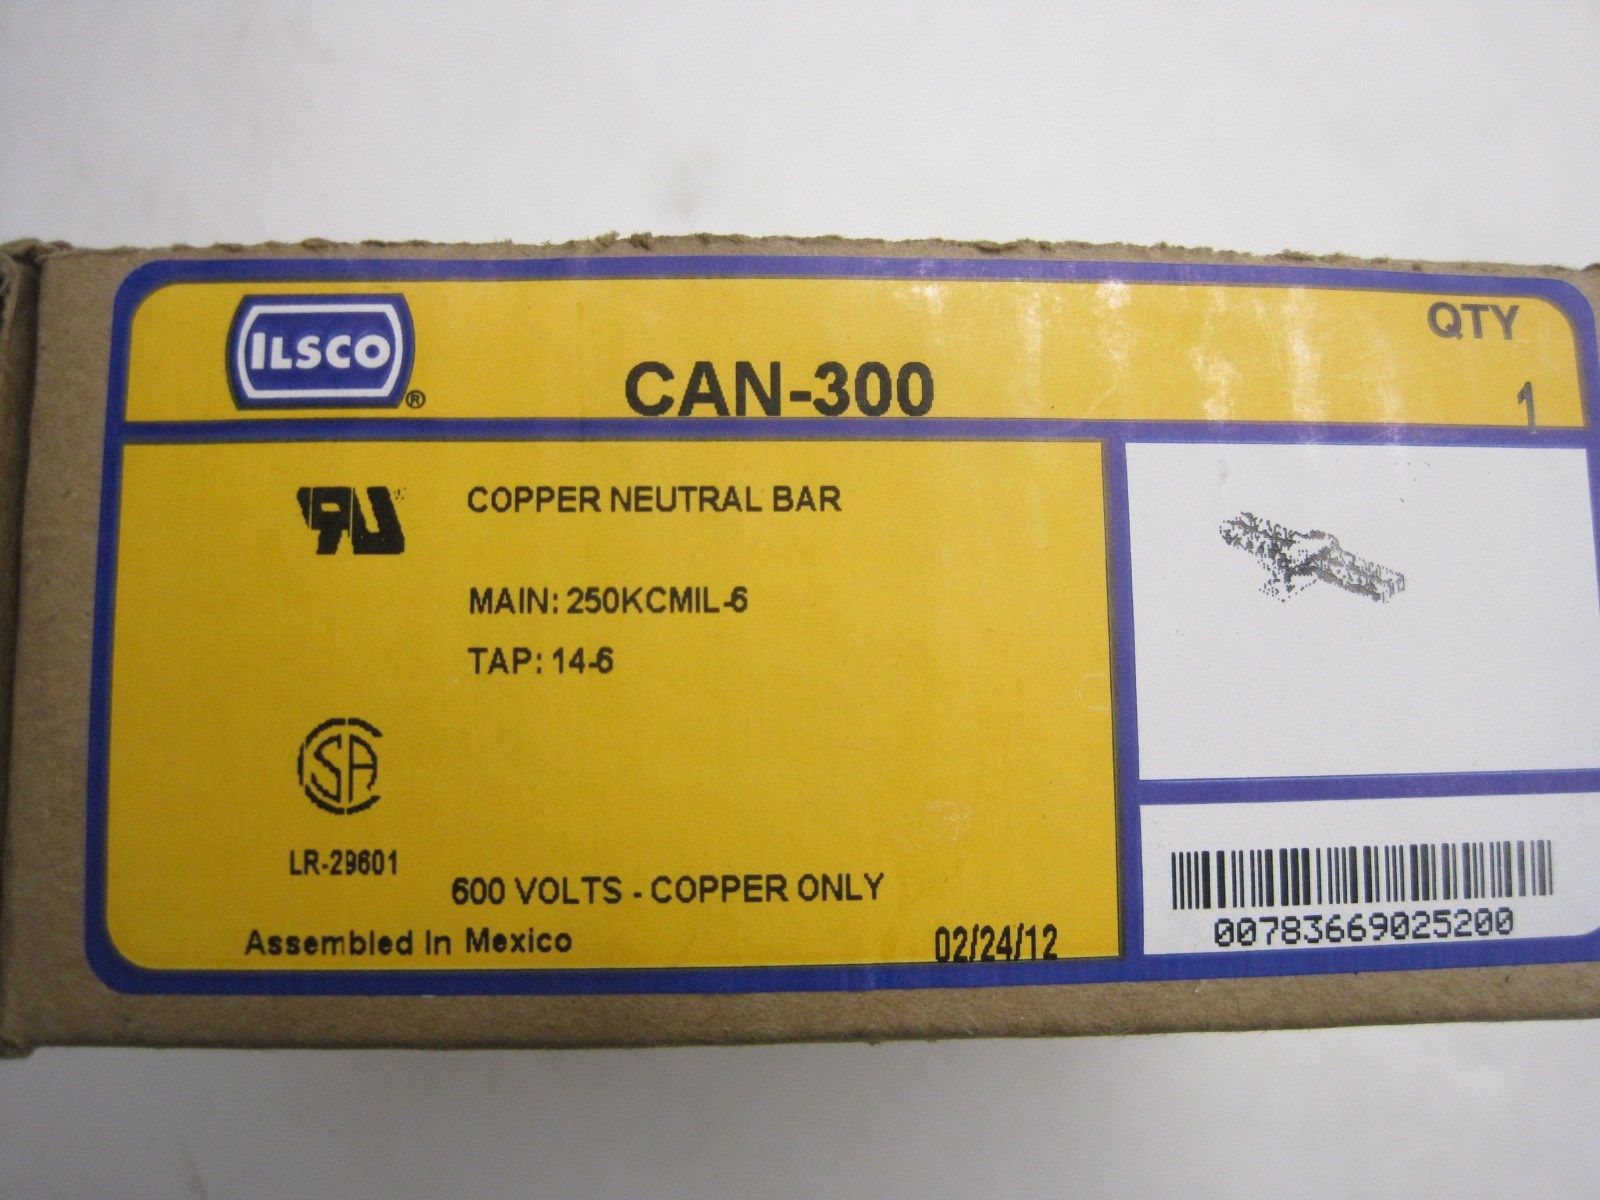 ILSCO
®
CAN-300
QTY
1
COPPER NEUTRAL BAR
MAIN: 250KCMIL-6
TAP: 14-6
LR-29601
600 VOLTS - COPPER ONLY
Assembled In Mexico
02/24/12
00783669025200